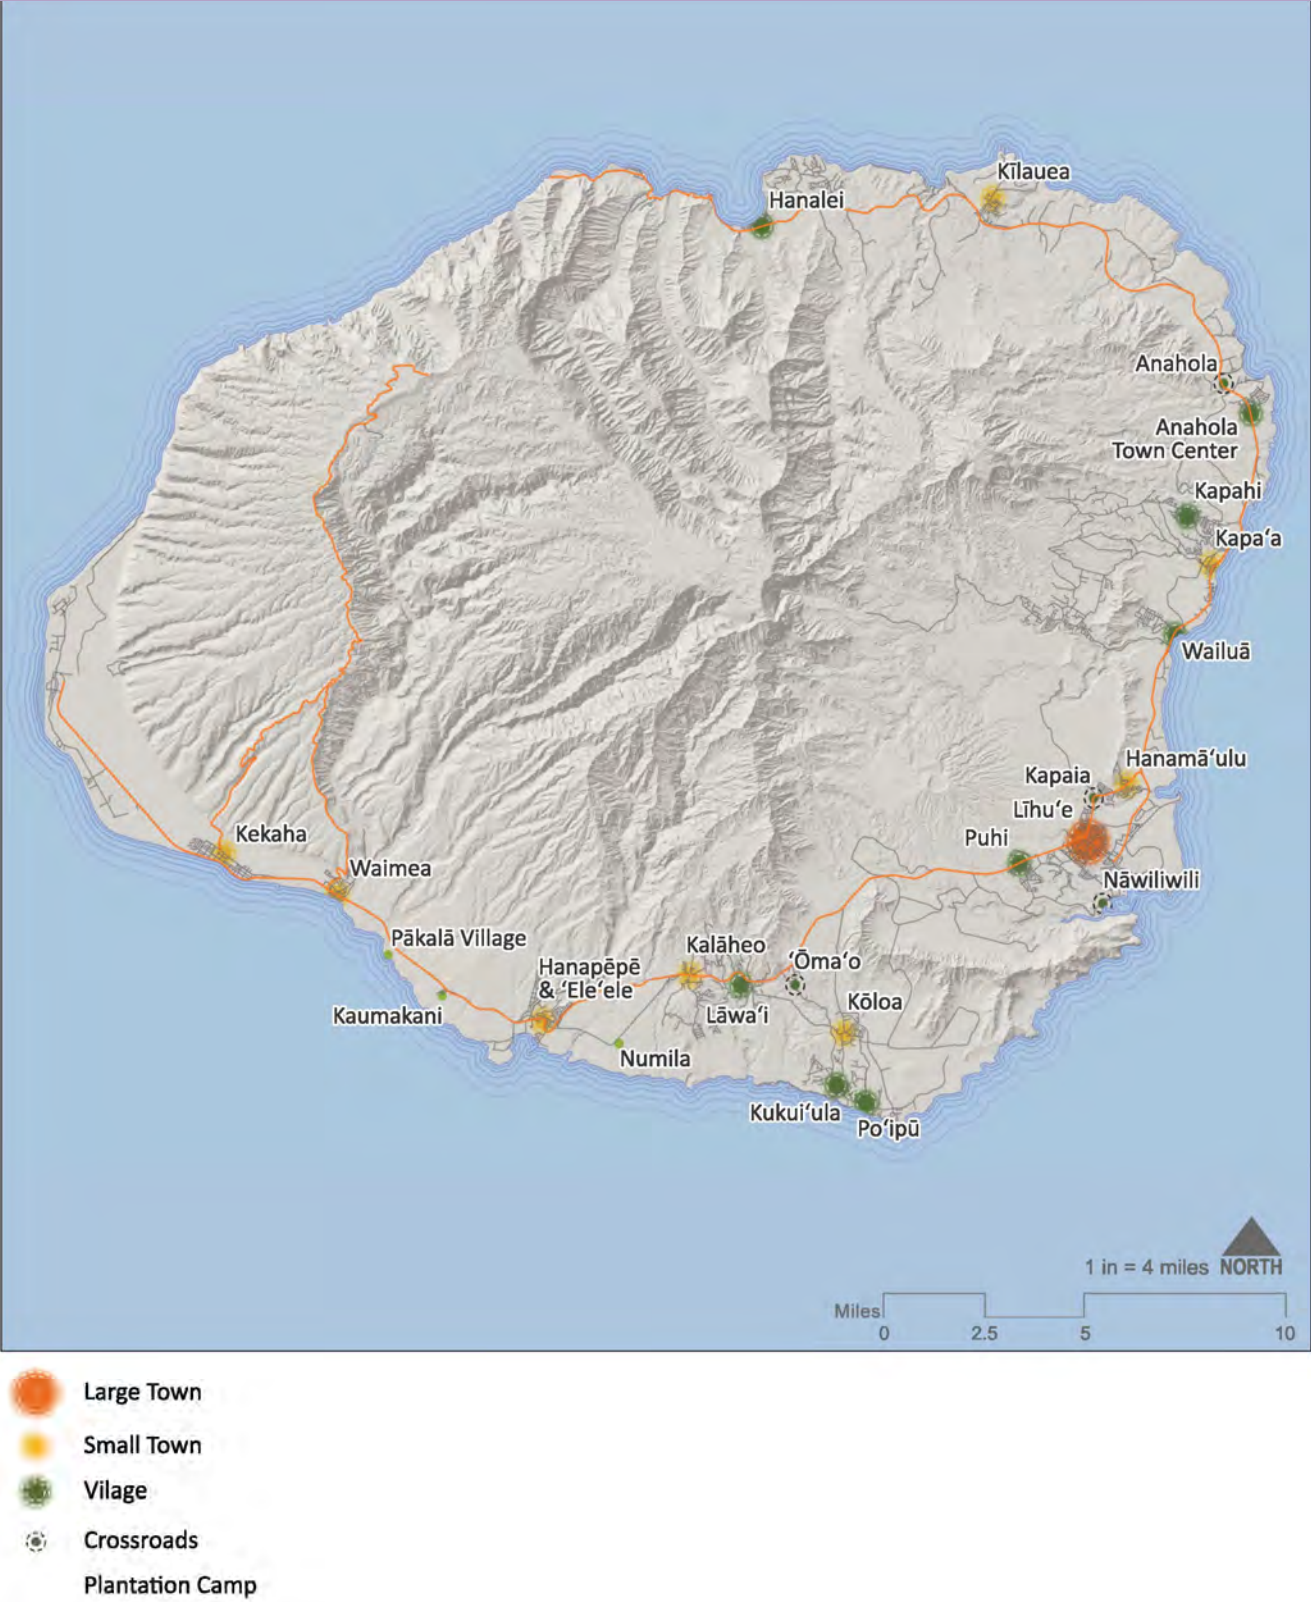 Kīlauea
Hanalei
Anahola
Anahola
Town Center
Kapahi
Kapaʻa
Wailuā
Hanamāʻulu
Kapaia
Līhuʻe
Puhi
Kekaha
Waimea
Nāwiliwili
Pākalā Village
Kalāheo
ʻŌmaʻo
Hanapēpē
& ʻEleʻele
Kōloa
Kaumakani
Lāwaʻi
Numila
Kukuiʻula
Poʻipū
1 in = 4 miles NORTH
Miles
0 2.5 5 10
Large Town
Small Town
Vilage
Crossroads
Plantation Camp